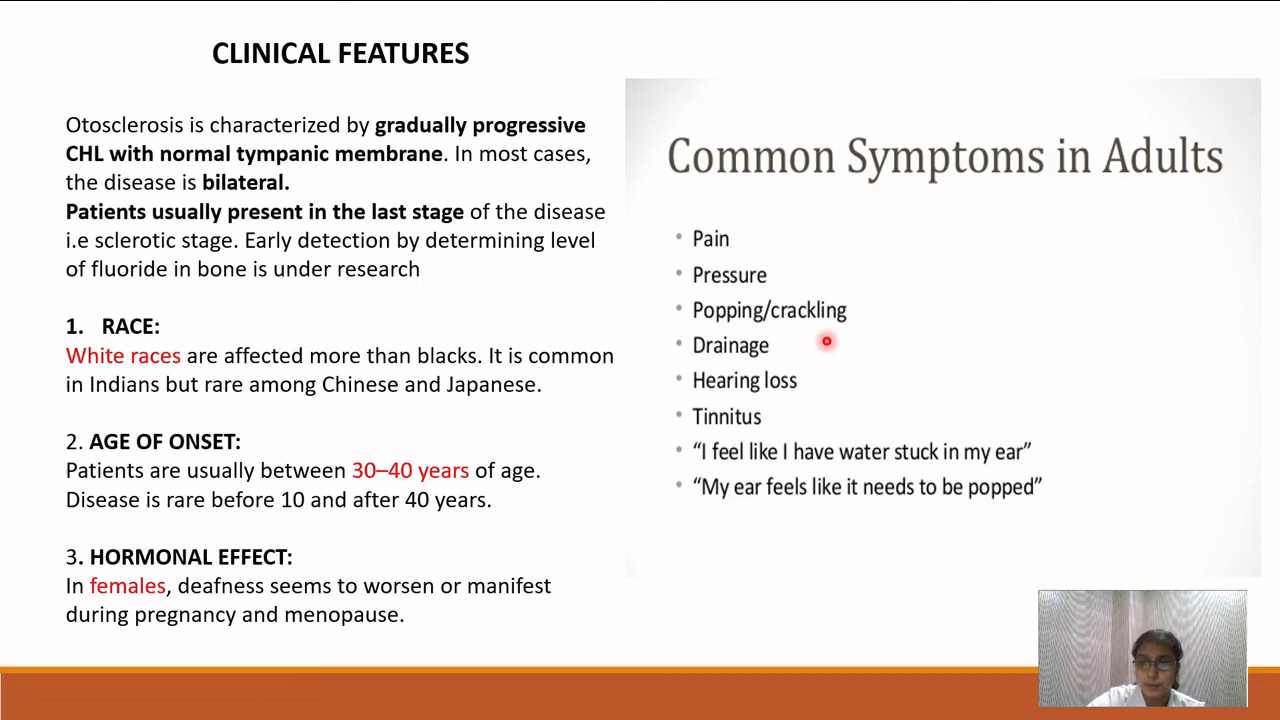 CLINICAL FEATURES
Otosclerosis is characterized by gradually progressive
CHL with normal tympanic membrane. In most cases,
the disease is bilateral.
Patients usually present in the last stage of the disease
i.e sclerotic stage. Early detection by determining level
of fluoride in bone is under research
1. RACE:
White races are affected more than blacks. It is common
in Indians but rare among Chinese and Japanese.
2. AGE OF ONSET:
Patients are usually between 30–40 years of age.
Disease is rare before 10 and after 40 years.
3. HORMONAL EFFECT:
In females, deafness seems to worsen or manifest
during pregnancy and menopause.
Common Symptoms in Adults
• Pain
• Pressure
• Popping/crackling
• Drainage
• Hearing loss
• Tinnitus
• “I feel like I have water stuck in my ear”
• “My ear feels like it needs to be popped”